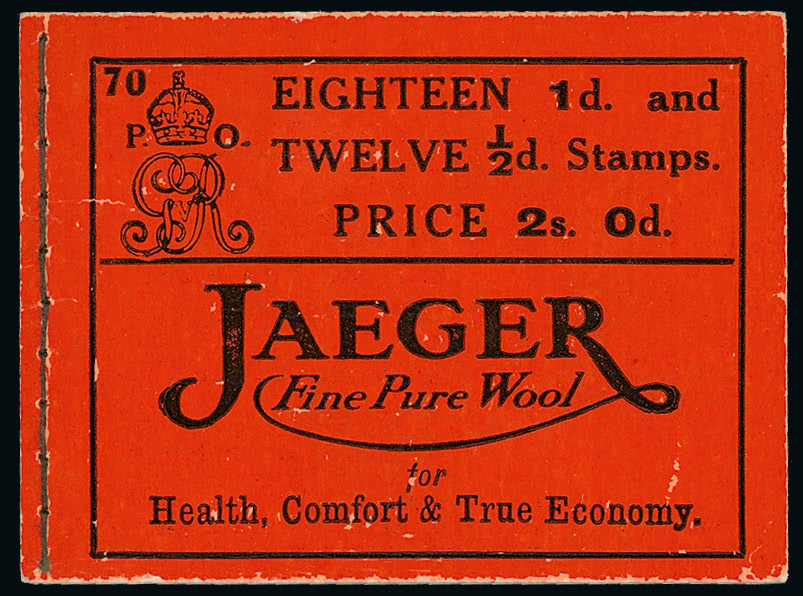 70
P. O.
GvR
EIGHTEEN 1d. and
TWELVE ½d. Stamps.
PRICE 2s. 0d.
JAEGER
Fine Pure Wool
for
Health, Comfort & True Economy.